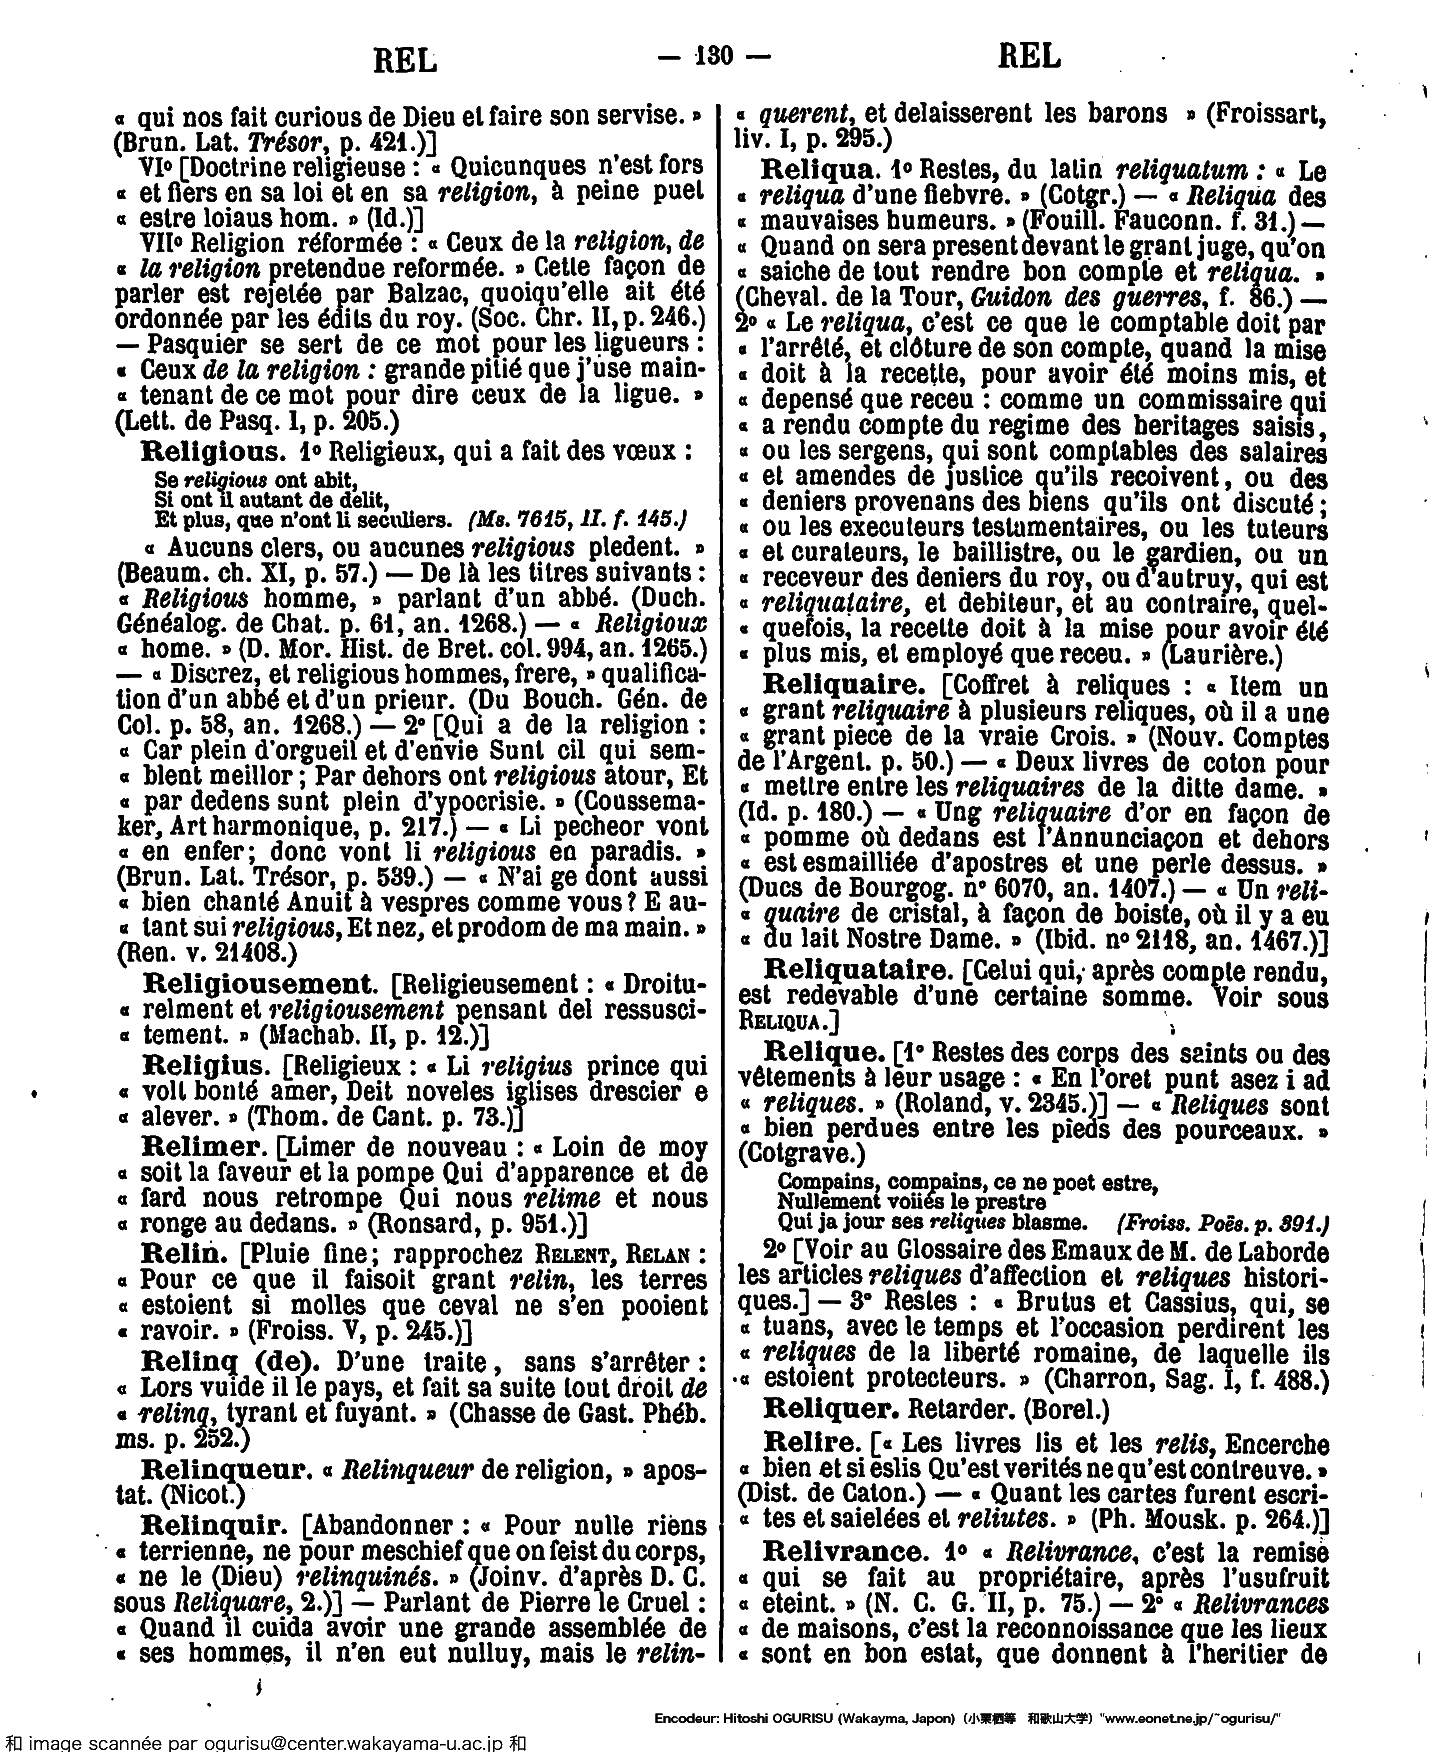 REL — 130 — REL
« qui nos fait curious de Dieu et faire son servise. »
(Brun. Lat. Trésor, p. 421.)]
VIº [Doctrine religieuse : « Quicunques n'est fors
« et fiers en sa loi et en sa religion, à peine puet
« estre loiaus hom. » (Id.)]
VIIº Religion réformée : « Ceux de la religion, de
« la religion pretendue reformée. » Cette façon de
parler est rejetée par Balzac, quoiqu'elle ait été
ordonnée par les édits du roy. (Soc. Chr. II, p. 246.)
— Pasquier se sert de ce mot pour les ligueurs :
« Ceux de la religion : grande pitié que j'use main-
« tenant de ce mot pour dire ceux de la ligue. »
(Lett. de Pasq. I, p. 205.)
Religious. 1º Religieux, qui a fait des vœux :
Se religious ont abit,
Si ont il autant de delit,
Et plus, que n'ont li seculiers. (Ms. 7615, II. f. 145.)
« Aucuns clers, ou aucunes religious pledent. »
(Beaum. ch. XI, p. 57.) — De là les titres suivants :
« Religious homme, » parlant d'un abbé. (Duch.
Généalog. de Chat. p. 61, an. 1268.) — « Religioux
« home. » (D. Mor. Hist. de Bret. col. 994, an. 1265.)
— « Discrez, et religious hommes, frere, » qualifica-
tion d'un abbé et d'un prieur. (Du Bouch. Gén. de
Col. p. 58, an. 1268.) — 2º [Qui a de la religion :
« Car plein d'orgueil et d'envie Sunt cil qui sem-
« blent meillor ; Par dehors ont religious atour, Et
« par dedens sunt plein d'ypocrisie. » (Coussema-
ker, Art harmonique, p. 217.) — « Li pecheor vont
« en enfer; donc vont li religious en paradis. »
(Brun. Lat. Trésor, p. 539.) — « N'ai ge dont aussi
« bien chanté Anuit à vespres comme vous? E au-
« tant sui religious, Et nez, et prodom de ma main. »
(Ren. v. 21408.)
Religiousement. [Religieusement : « Droitu-
« relment et religiousement pensant del ressusci-
« tement. » (Machab. II, p. 12.)]
Religius. [Religieux : « Li religius prince qui
« volt bonté amer, Deit noveles iglises drescier e
« alever. » (Thom. de Cant. p. 73.)]
Relimer. [Limer de nouveau : « Loin de moy
« soit la faveur et la pompe Qui d'apparence et de
« fard nous retrompe Qui nous relime et nous
« ronge au dedans. » (Ronsard, p. 951.)]
Relin. [Pluie fine; rapprochez RELENT, RELAN :
« Pour ce que il faisoit grant relin, les terres
« estoient si molles que ceval ne s'en pooient
« ravoir. » (Froiss. V, p. 245.)]
Relinq (de). D'une traite, sans s'arrêter :
« Lors vuide il le pays, et fait sa suite tout droit de
« relinq, tyrant et fuyant. » (Chasse de Gast. Phéb.
ms. p. 252.)
Relinqueur. « Relinqueur de religion, » apos-
tat. (Nicot.)
Relinquir. [Abandonner : « Pour nulle riens
« terrienne, ne pour meschief que on feist du corps,
« ne le (Dieu) relinquinés. » (Joinv. d'après D. C.
sous Reliquare, 2.)] — Parlant de Pierre le Cruel :
« Quand il cuida avoir une grande assemblée de
« ses hommes, il n'en eut nulluy, mais le relin-
« querent, et delaisserent les barons » (Froissart,
liv. I, p. 295.)
Reliqua. 1º Restes, du latin reliquatum : « Le
« reliqua d'une fiebvre. » (Cotgr.) — « Reliqua des
« mauvaises humeurs. » (Fouill. Fauconn. f. 31.) —
« Quand on sera present devant le grant juge, qu'on
« saiche de tout rendre bon compte et reliqua. »
(Cheval. de la Tour, Guidon des guerres, f. 86.) —
2º « Le reliqua, c'est ce que le comptable doit par
« l'arrêté, et clôture de son compte, quand la mise
« doit à la recette, pour avoir été moins mis, et
« depensé que receu : comme un commissaire qui
« a rendu compte du regime des heritages saisis,
« ou les sergens, qui sont comptables des salaires
« et amendes de justice qu'ils recoivent, ou des
« deniers provenans des biens qu'ils ont discuté ;
« ou les executeurs testamentaires, ou les tuteurs
« et curateurs, le baillistre, ou le gardien, ou un
« receveur des deniers du roy, ou d'autruy, qui est
« reliquataire, et debiteur, et au contraire, quel-
« quefois, la recette doit à la mise pour avoir été
« plus mis, et employé que receu. » (Laurière.)
Reliquaire. [Coffret à reliques : « Item un
« grant reliquaire à plusieurs reliques, où il a une
« grant piece de la vraie Crois. » (Nouv. Comptes
de l'Argent. p. 50.) — « Deux livres de coton pour
« mettre entre les reliquaires de la ditte dame. »
(Id. p. 180.) — « Ung reliquaire d'or en façon de
« pomme où dedans est l'Annunciaçon et dehors
« est esmailliée d'apostres et une perle dessus. »
(Ducs de Bourgog. nº 6070, an. 1407.) — « Un reli-
« quaire de cristal, à façon de boiste, où il y a eu
« du lait Nostre Dame. » (Ibid. nº 2118, an. 1467.)]
Reliquataire. [Celui qui, après compte rendu,
est redevable d'une certaine somme. Voir sous
RELIQUA.]
Relique. [1º Restes des corps des saints ou des
vêtements à leur usage : « En l'oret punt asez i ad
« reliques. » (Roland, v. 2345.)] — « Reliques sont
« bien perdues entre les pieds des pourceaux. »
(Cotgrave.)
Compains, compains, ce ne poet estre,
Nullement voiiés le prestre
Qui ja jour ses reliques blasme. (Froiss. Poës. p. 391.)
2º [Voir au Glossaire des Emaux de M. de Laborde
les articles reliques d'affection et reliques histori-
ques.] — 3º Restes : « Brutus et Cassius, qui, se
« tuans, avec le temps et l'occasion perdirent les
« reliques de la liberté romaine, de laquelle ils
« estoient protecteurs. » (Charron, Sag. I, f. 488.)
Reliquer. Retarder. (Borel.)
Relire. [« Les livres lis et les relis, Encerche
« bien et si eslis Qu'est verités ne qu'est contreuve. »
(Dist. de Caton.) — « Quant les cartes furent escri-
« tes et saielées et reliutes. » (Ph. Mousk. p. 264.)]
Relivrance. 1º « Relivrance, c'est la remise
« qui se fait au propriétaire, après l'usufruit
« eteint. » (N. C. G. II, p. 75.) — 2º « Relivrances
« de maisons, c'est la reconnoissance que les lieux
« sont en bon estat, que donnent à l'heritier de
Encodeur: Hitoshi OGURISU (Wakayma, Japon) (小栗栖等 和歌山大学) "www.eonet.ne.jp/~ogurisu/"
和 image scannée par ogurisu@center.wakayama-u.ac.jp 和